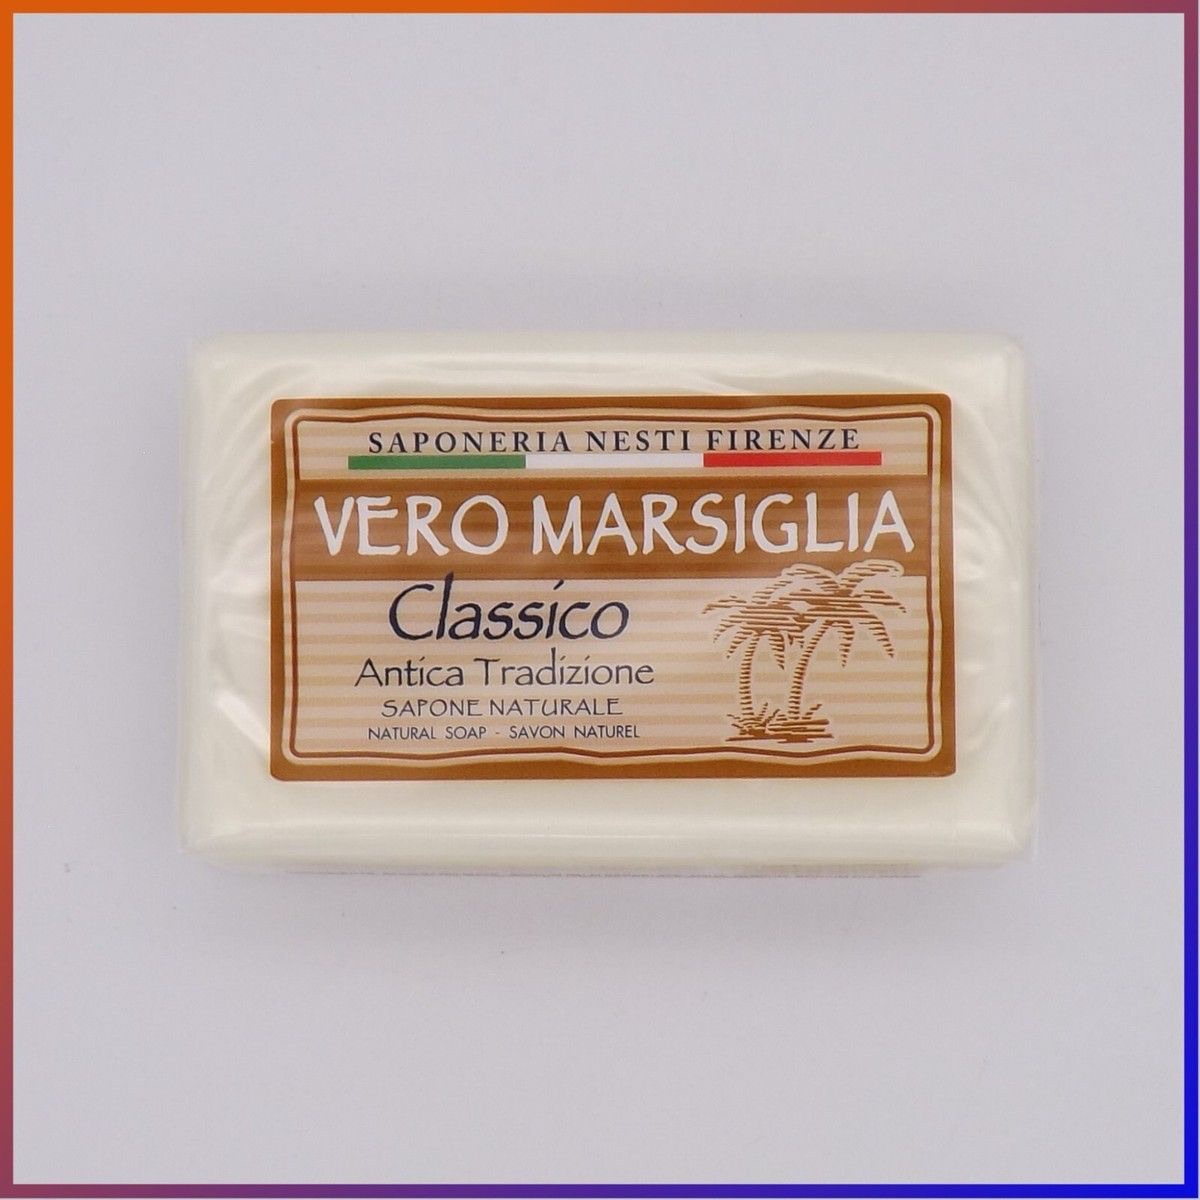 SAPONERIA NESTI FIRENZE
VERO MARSIGLIA
Classico
Antica Tradizione
SAPONE NATURALE
NATURAL SOAP - SAVON NATUREL